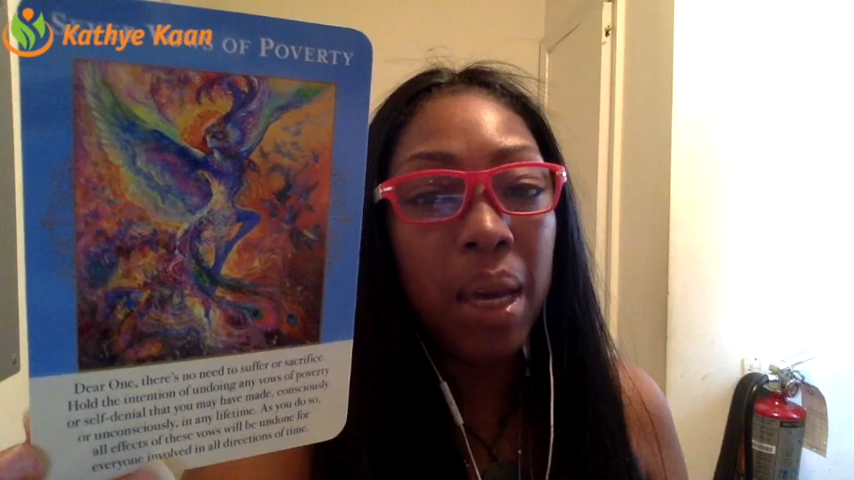 Kathye Kaan
OF POVERTY
Dear One, there's no need to suffer or sacrifice.
Hold the intention of undoing any vows of poverty
or self-denial that you may have made, consciously
or unconsciously, in any lifetime. As you do so,
all effects of these vows will be undone for
everyone involved in all directions of time.